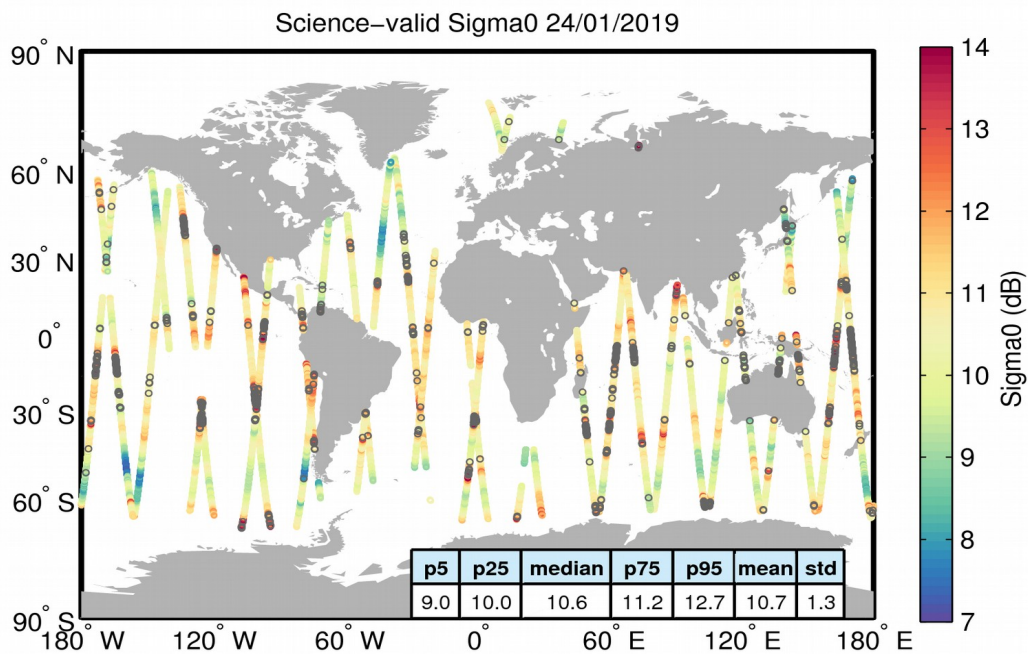 Science−valid Sigma0 24/01/2019
90° N
60° N
30° N
0°
30° S
60° S
90° S
180° W
120° W
60° W
0°
60° E
120° E
180° E
14
13
12
11
10
9
8
7
Sigma0 (dB)
p5 p25 median p75 p95 mean std
9.0 10.0 10.6 11.2 12.7 10.7 1.3